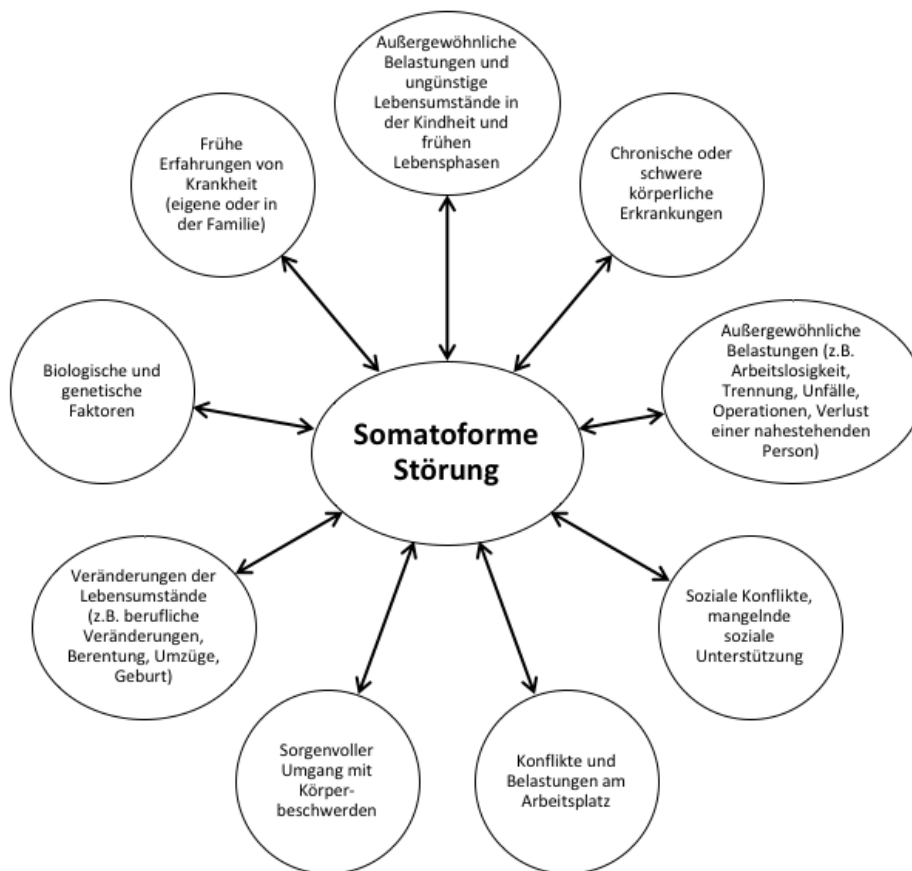 Außergewöhnliche
Belastungen und
ungünstige
Lebensumstände in
der Kindheit und
frühen
Lebensphasen
Frühe
Erfahrungen von
Krankheit
(eigene oder in
der Familie)
Chronische oder
schwere
körperliche
Erkrankungen
Biologische und
genetische
Faktoren
Außergewöhnliche
Belastungen (z.B.
Arbeitslosigkeit,
Trennung, Unfälle,
Operationen, Verlust
einer nahestehenden
Person)
Somatoforme
Störung
Veränderungen der
Lebensumstände
(z.B. berufliche
Veränderungen,
Berentung, Umzüge,
Geburt)
Soziale Konflikte,
mangelnde
soziale
Unterstützung
Sorgenvoller
Umgang mit
Körper-
beschwerden
Konflikte und
Belastungen am
Arbeitsplatz